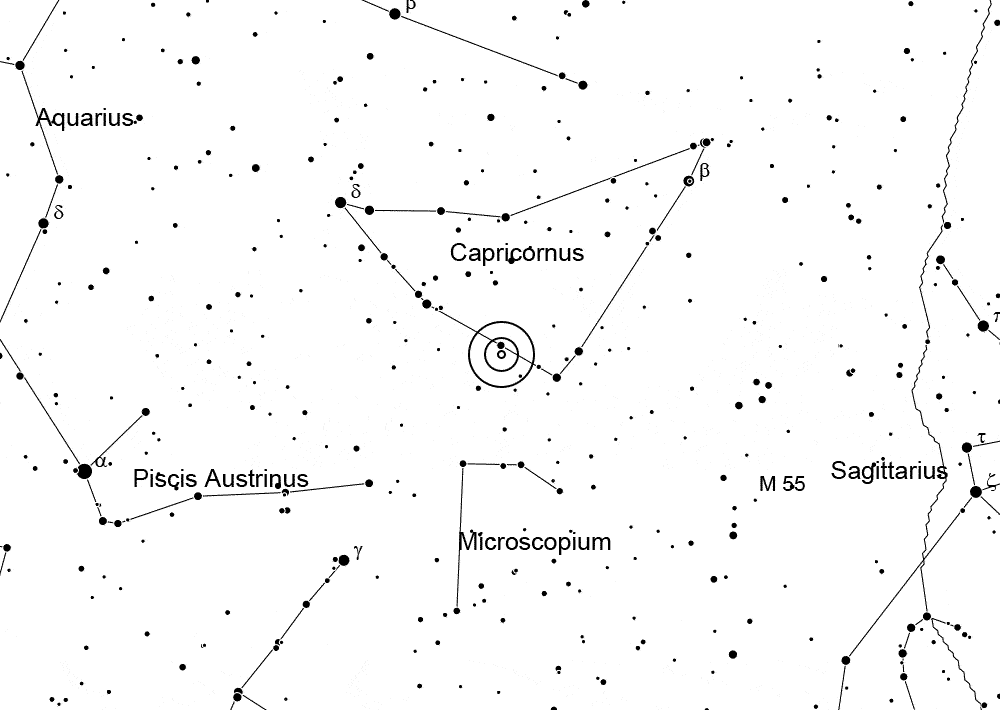 β
Aquarius
β
δ
δ
Capricornus
π
τ
α
Piscis Austrinus
M 55
Sagittarius
ζ
Microscopium
γ